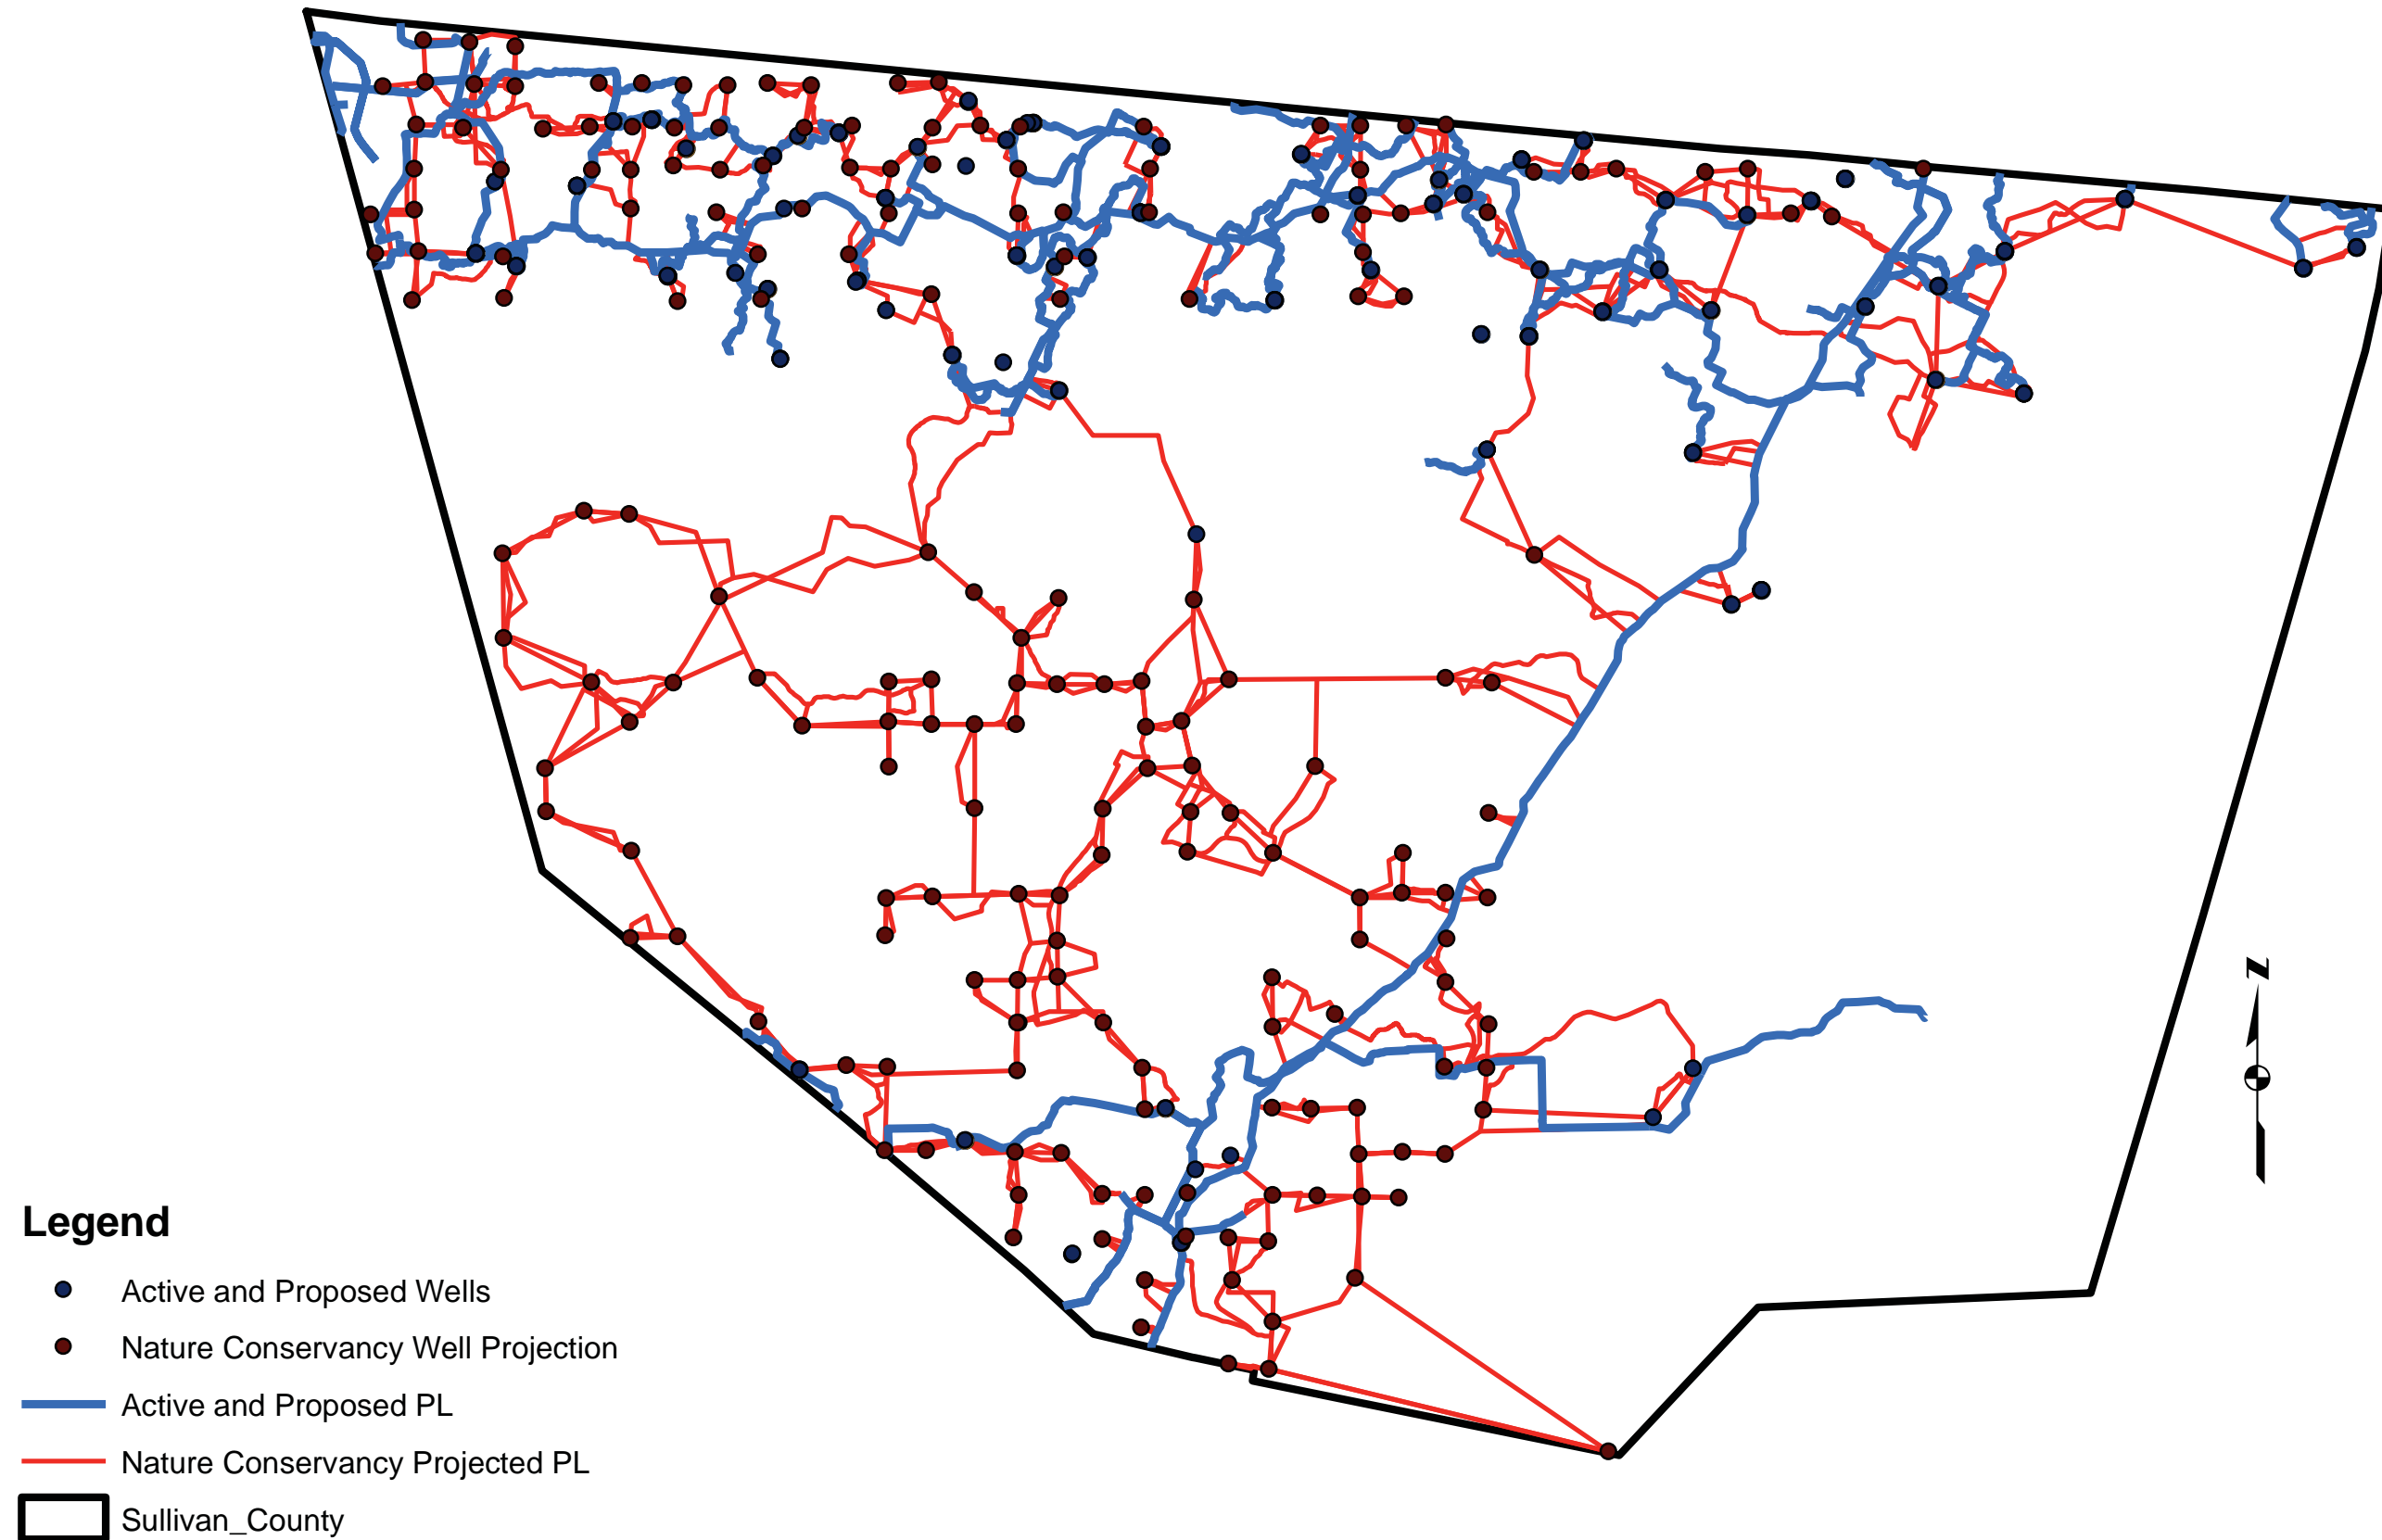 N
Legend
Active and Proposed Wells
Nature Conservancy Well Projection
Active and Proposed PL
Nature Conservancy Projected PL
Sullivan_County